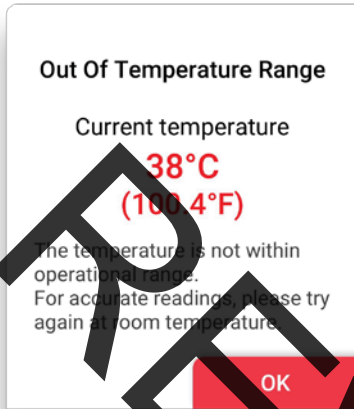 Out Of Temperature Range
Current temperature
38°C
(100.4°F)
The temperature is not within
operational range.
For accurate readings, please try
again at room temperature.
OK